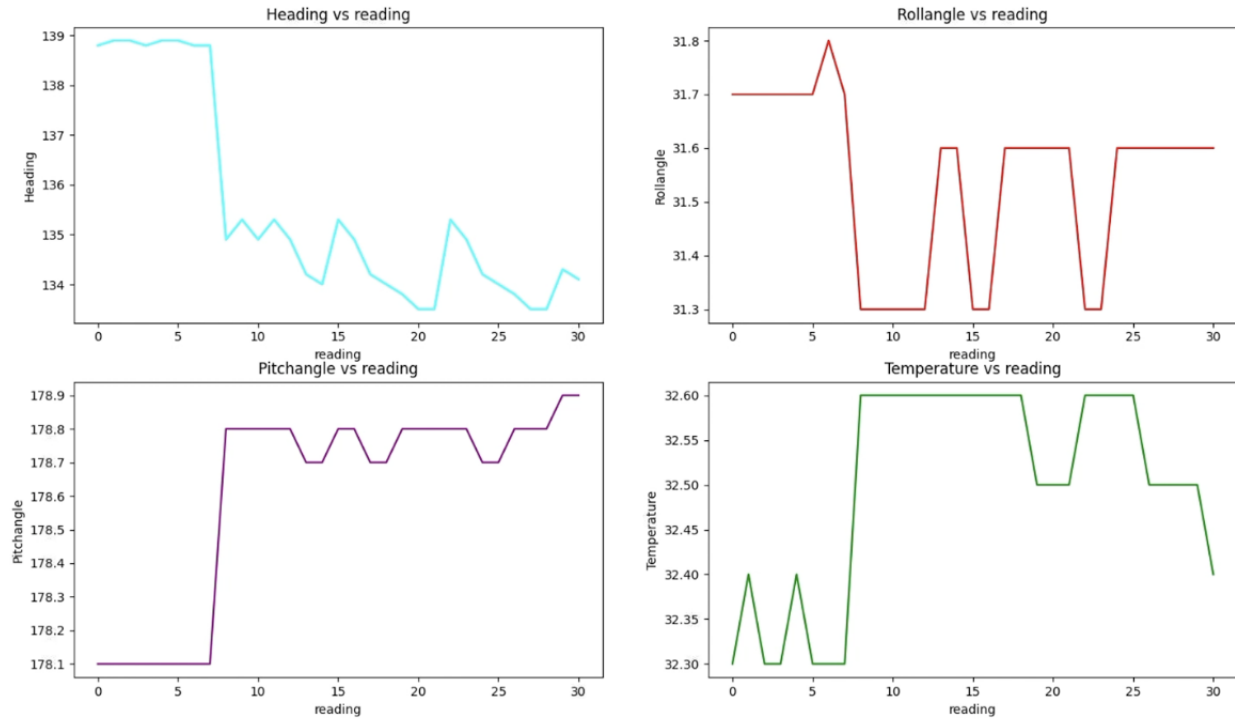 Heading vs reading
Heading
139
138
137
136
135
134
0 5 10 15 20 25 30
reading
Rollangle vs reading
Rollangle
31.8
31.7
31.6
31.5
31.4
31.3
0 5 10 15 20 25 30
reading
Pitchangle vs reading
Pitchangle
178.9
178.8
178.7
178.6
178.5
178.4
178.3
178.2
178.1
0 5 10 15 20 25 30
reading
Temperature vs reading
Temperature
32.60
32.55
32.50
32.45
32.40
32.35
32.30
0 5 10 15 20 25 30
reading